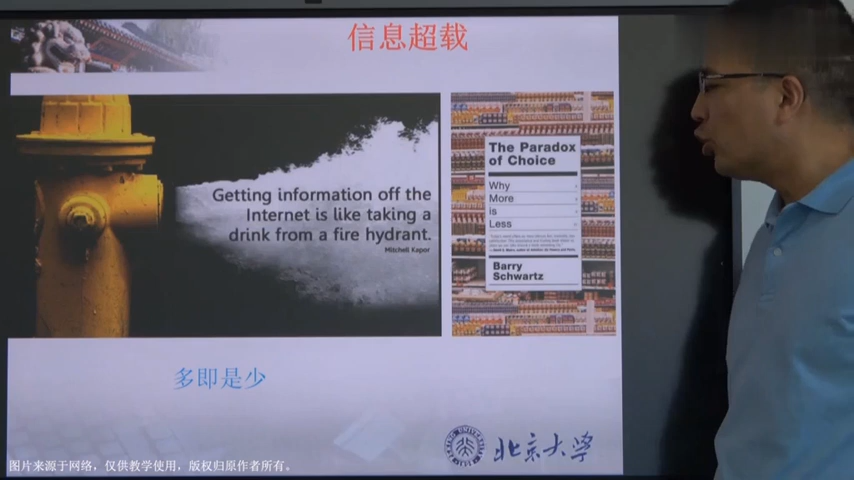 信息超载
Getting information off the
Internet is like taking a
drink from a fire hydrant.
Mitchell Kapor
The Paradox
of Choice
Why
More
is
Less
Barry
Schwartz
多即是少
北京大学
图片来源于网络，仅供教学使用，版权归原作者所有。